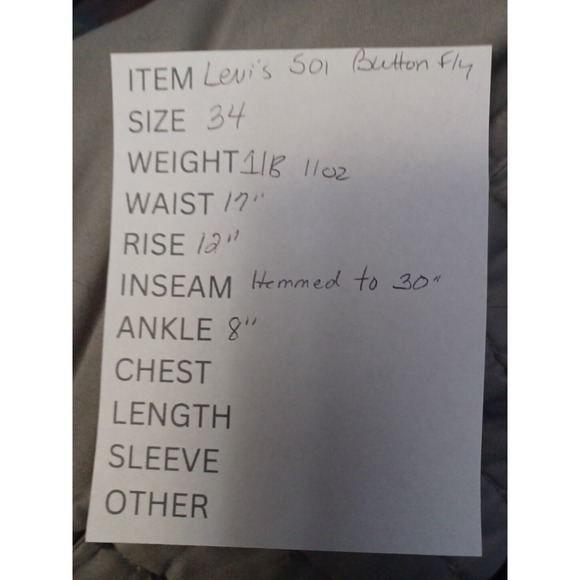 ITEM Levi's 501 Button Fly
SIZE 34
WEIGHT 1lB 11oz
WAIST 17"
RISE 12"
INSEAM Hemmed to 30"
ANKLE 8"
CHEST
LENGTH
SLEEVE
OTHER